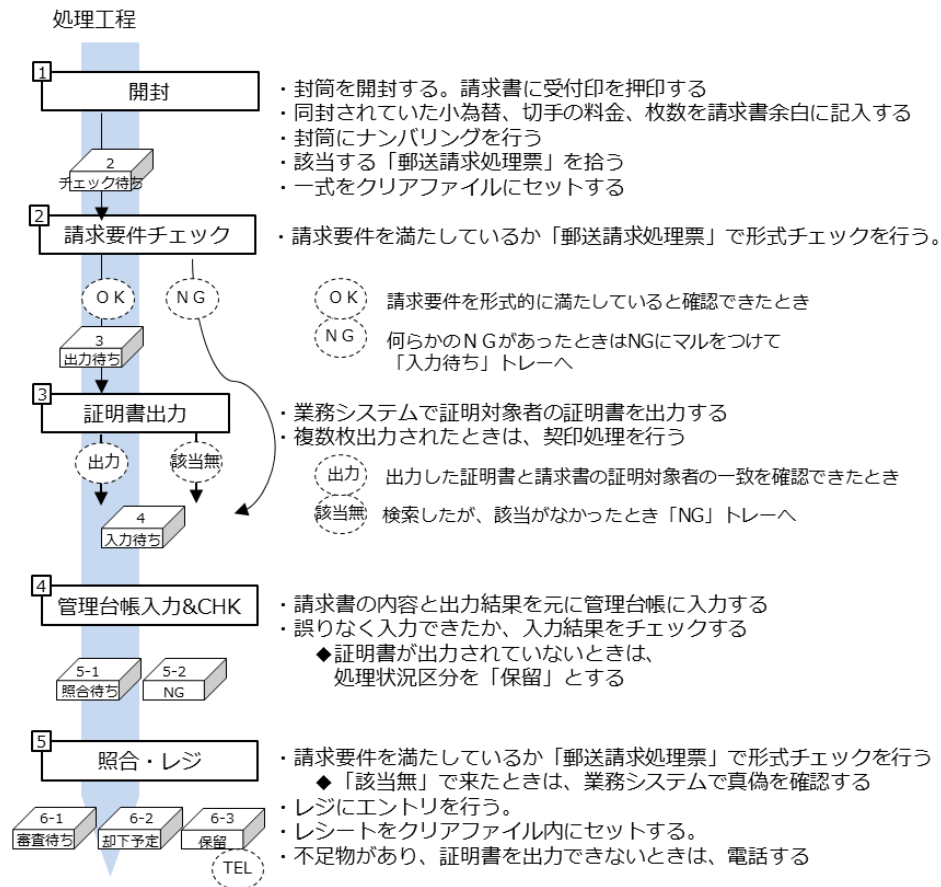 処理工程
1
開封
・封筒を開封する。請求書に受付印を押印する
・同封されていた小為替、切手の料金、枚数を請求書余白に記入する
・封筒にナンバリングを行う
・該当する「郵送請求処理票」を拾う
・一式をクリアファイルにセットする
2
チェック待ち
2
請求要件チェック
・請求要件を満たしているか「郵送請求処理票」で形式チェックを行う。
ＯＫ
ＮＧ
ＯＫ
請求要件を形式的に満たしていると確認できたとき
ＮＧ
何らかのＮＧがあったときはNGにマルをつけて
「入力待ち」トレーへ
3
出力待ち
3
証明書出力
・業務システムで証明対象者の証明書を出力する
・複数枚出力されたときは、契印処理を行う
出力
該当無
出力
出力した証明書と請求書の証明対象者の一致を確認できたとき
該当無
検索したが、該当がなかったとき「NG」トレーへ
4
入力待ち
4
管理台帳入力&CHK
・請求書の内容と出力結果を元に管理台帳に入力する
・誤りなく入力できたか、入力結果をチェックする
◆証明書が出力されていないときは、
処理状況区分を「保留」とする
5-1
照合待ち
5-2
NG
5
照合・レジ
・請求要件を満たしているか「郵送請求処理票」で形式チェックを行う
◆「該当無」で来たときは、業務システムで真偽を確認する
・レジにエントリを行う。
・レシートをクリアファイル内にセットする。
・不足物があり、証明書を出力できないときは、電話する
6-1
審査待ち
6-2
却下予定
6-3
保留
TEL